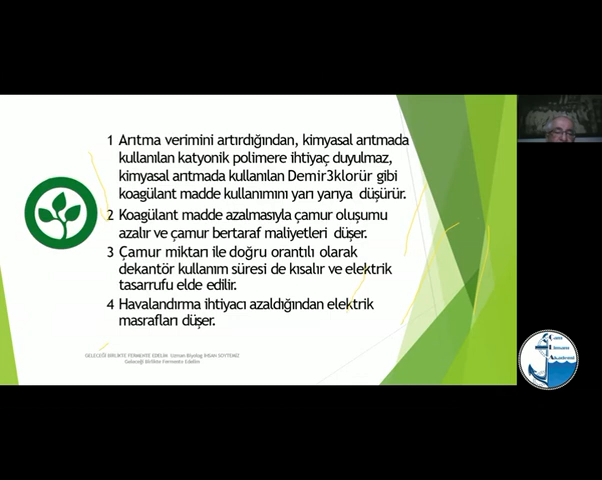 1 Arıtma verimini artırdığından, kimyasal arıtmada
kullanılan katyonik polimere ihtiyaç duyulmaz,
kimyasal arıtmada kullanılan Demir3klorür gibi
koagülant madde kullanımını yarı yarıya düşürür.
2 Koagülant madde azalmasıyla çamur oluşumu
azalır ve çamur bertaraf maliyetleri düşer.
3 Çamur miktarı ile doğru orantılı olarak
dekantör kullanım süresi de kısalır ve elektrik
tasarrufu elde edilir.
4 Havalandırma ihtiyacı azaldığından elektrik
masrafları düşer.
GELECEĞİ BİRLİKTE FERMENTE EDELİM Uzman Biyolog İHSAN SOYTEMİZ
Geleceği Birlikte Fermente Edelim